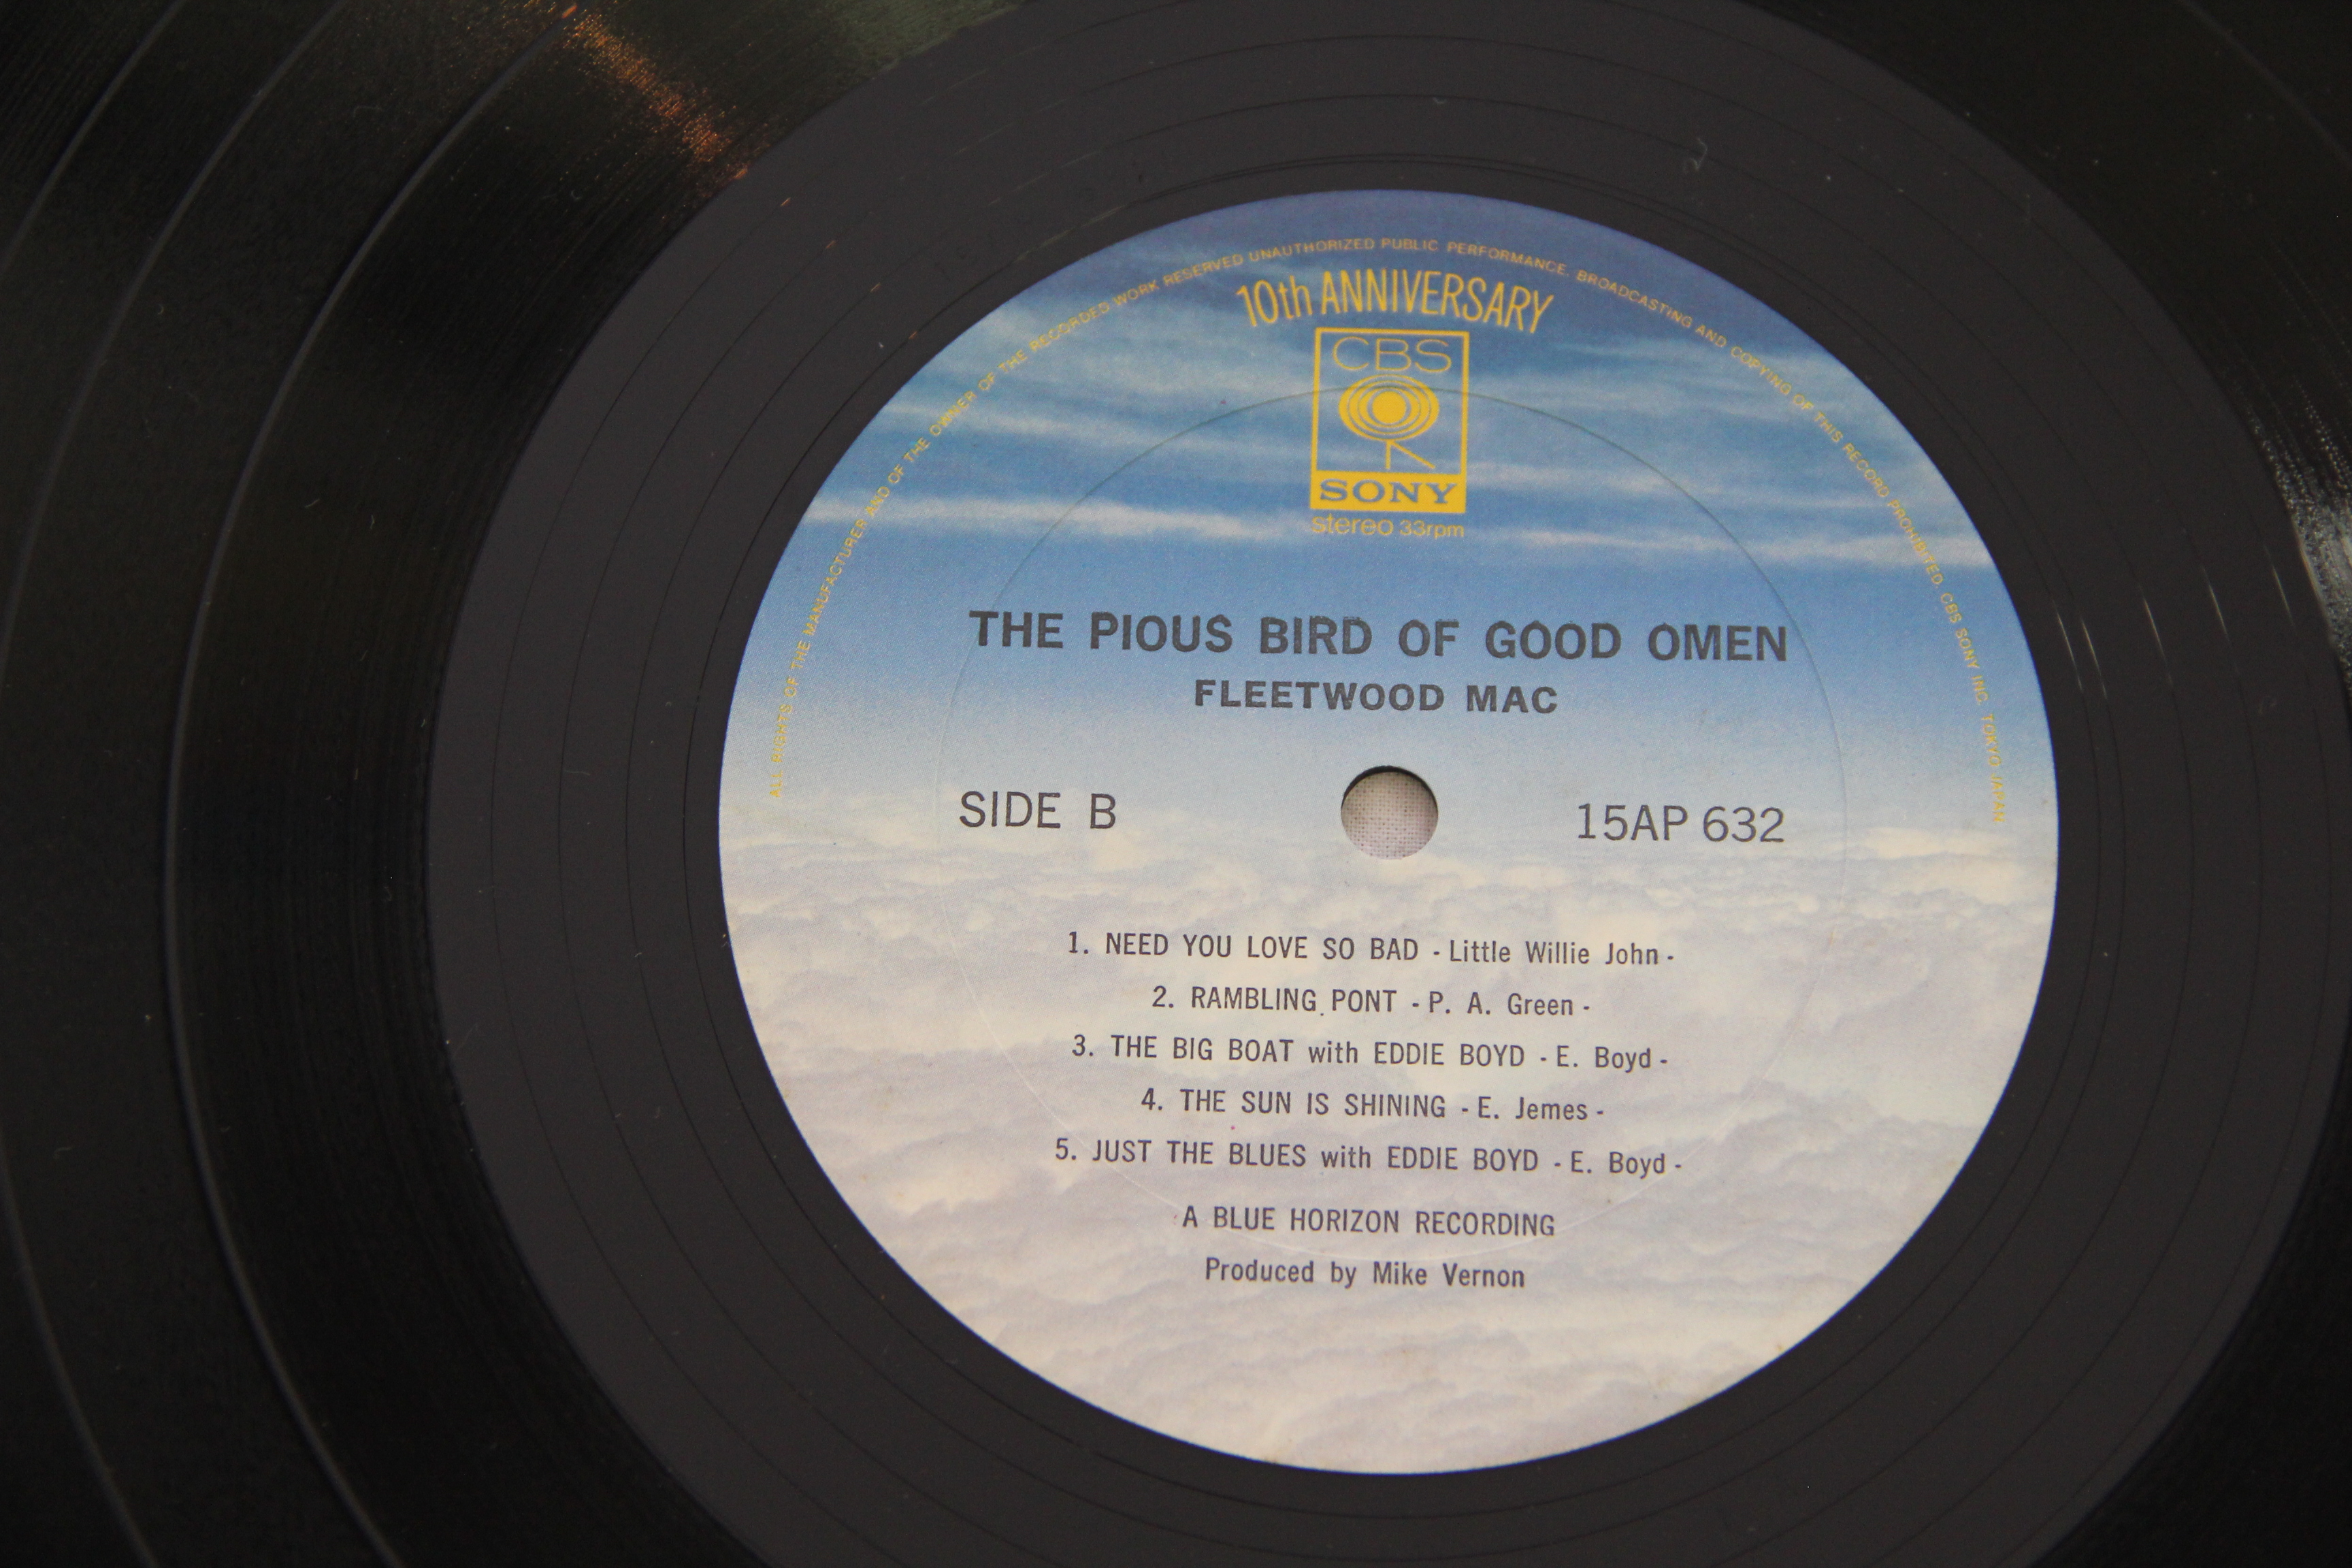 ALL RIGHTS OF THE MANUFACTURER AND OF THE OWNER OF THE RECORDED WORK RESERVED UNAUTHORIZED PUBLIC PERFORMANCE. BROADCASTING AND COPYING OF THIS RECORD PROHIBITED. CBS SONY INC. TOKYO JAPAN
10th ANNIVERSARY
CBS
SONY
stereo 33rpm
THE PIOUS BIRD OF GOOD OMEN
FLEETWOOD MAC
SIDE B 15AP 632
1. NEED YOU LOVE SO BAD - Little Willie John -
2. RAMBLING PONT - P. A. Green -
3. THE BIG BOAT with EDDIE BOYD - E. Boyd -
4. THE SUN IS SHINING - E. Jemes -
5. JUST THE BLUES with EDDIE BOYD - E. Boyd -
A BLUE HORIZON RECORDING
Produced by Mike Vernon